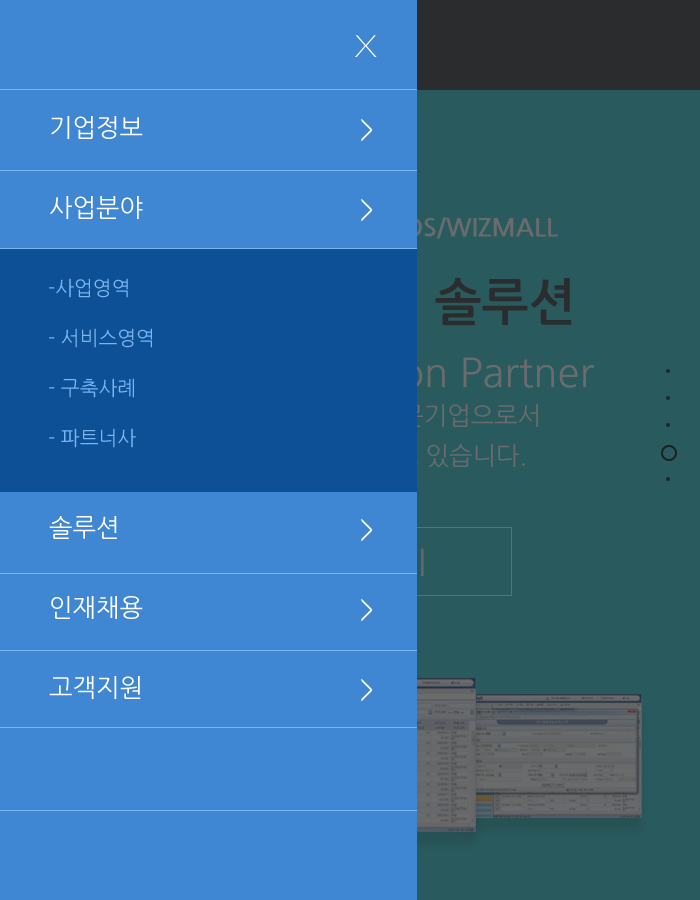 X
기업정보
사업분야
-사업영역
- 서비스영역
- 구축사례
- 파트너사
솔루션
인재채용
고객지원
S/WIZMALL
솔루션
on Partner
기업으로서
있습니다.